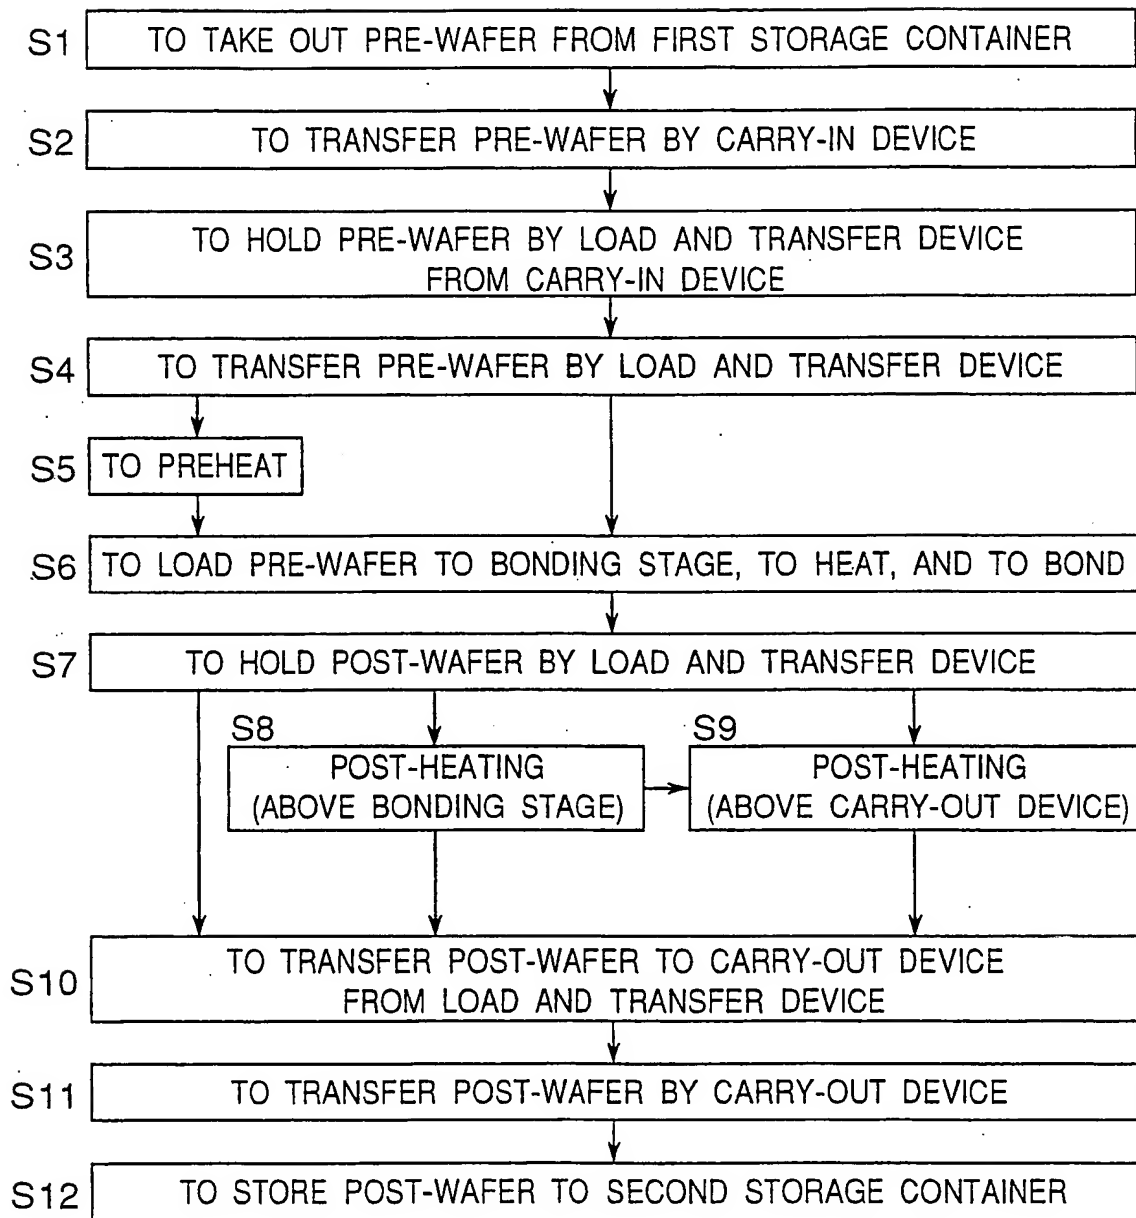 S1 TO TAKE OUT PRE-WAFER FROM FIRST STORAGE CONTAINER
S2 TO TRANSFER PRE-WAFER BY CARRY-IN DEVICE
S3 TO HOLD PRE-WAFER BY LOAD AND TRANSFER DEVICE
FROM CARRY-IN DEVICE
S4 TO TRANSFER PRE-WAFER BY LOAD AND TRANSFER DEVICE
S5 TO PREHEAT
S6 TO LOAD PRE-WAFER TO BONDING STAGE, TO HEAT, AND TO BOND
S7 TO HOLD POST-WAFER BY LOAD AND TRANSFER DEVICE
S8
POST-HEATING
(ABOVE BONDING STAGE)
S9
POST-HEATING
(ABOVE CARRY-OUT DEVICE)
S10 TO TRANSFER POST-WAFER TO CARRY-OUT DEVICE
FROM LOAD AND TRANSFER DEVICE
S11 TO TRANSFER POST-WAFER BY CARRY-OUT DEVICE
S12 TO STORE POST-WAFER TO SECOND STORAGE CONTAINER